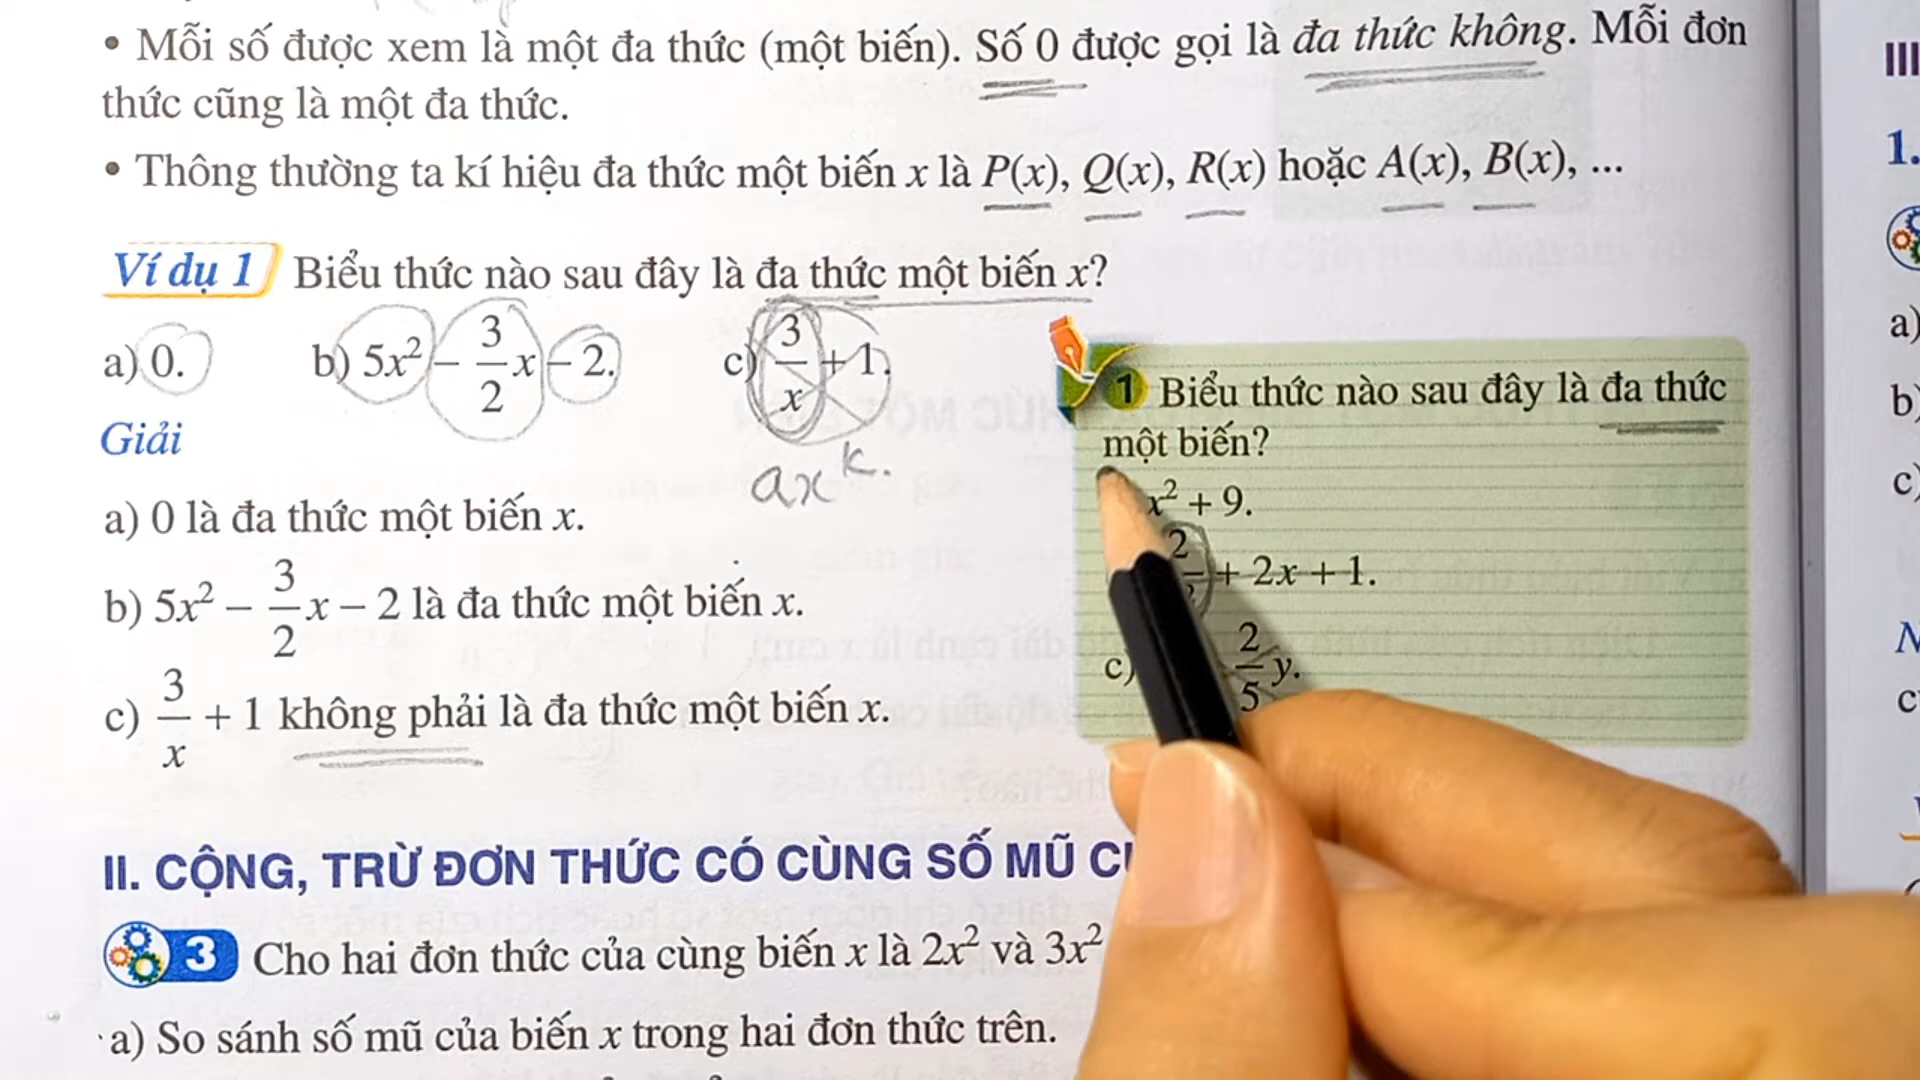 • Mỗi số được xem là một đa thức (một biến). Số 0 được gọi là đa thức không. Mỗi đơn
thức cũng là một đa thức.
• Thông thường ta kí hiệu đa thức một biến x là P(x), Q(x), R(x) hoặc A(x), B(x), ...
Ví dụ 1 Biểu thức nào sau đây là đa thức một biến x?
a) 0. b) 5x² – 3/2 x – 2. c) 3/x + 1.
ax^k.
Giải
a) 0 là đa thức một biến x.
b) 5x² – 3/2 x – 2 là đa thức một biến x.
c) 3/x + 1 không phải là đa thức một biến x.
1 Biểu thức nào sau đây là đa thức
một biến?
x² + 9.
2 + 2x + 1.
c) 2/5 y.
II. CỘNG, TRỪ ĐƠN THỨC CÓ CÙNG SỐ MŨ
3 Cho hai đơn thức của cùng biến x là 2x² và 3x²
a) So sánh số mũ của biến x trong hai đơn thức trên.
III
1.
a)
b)
c)